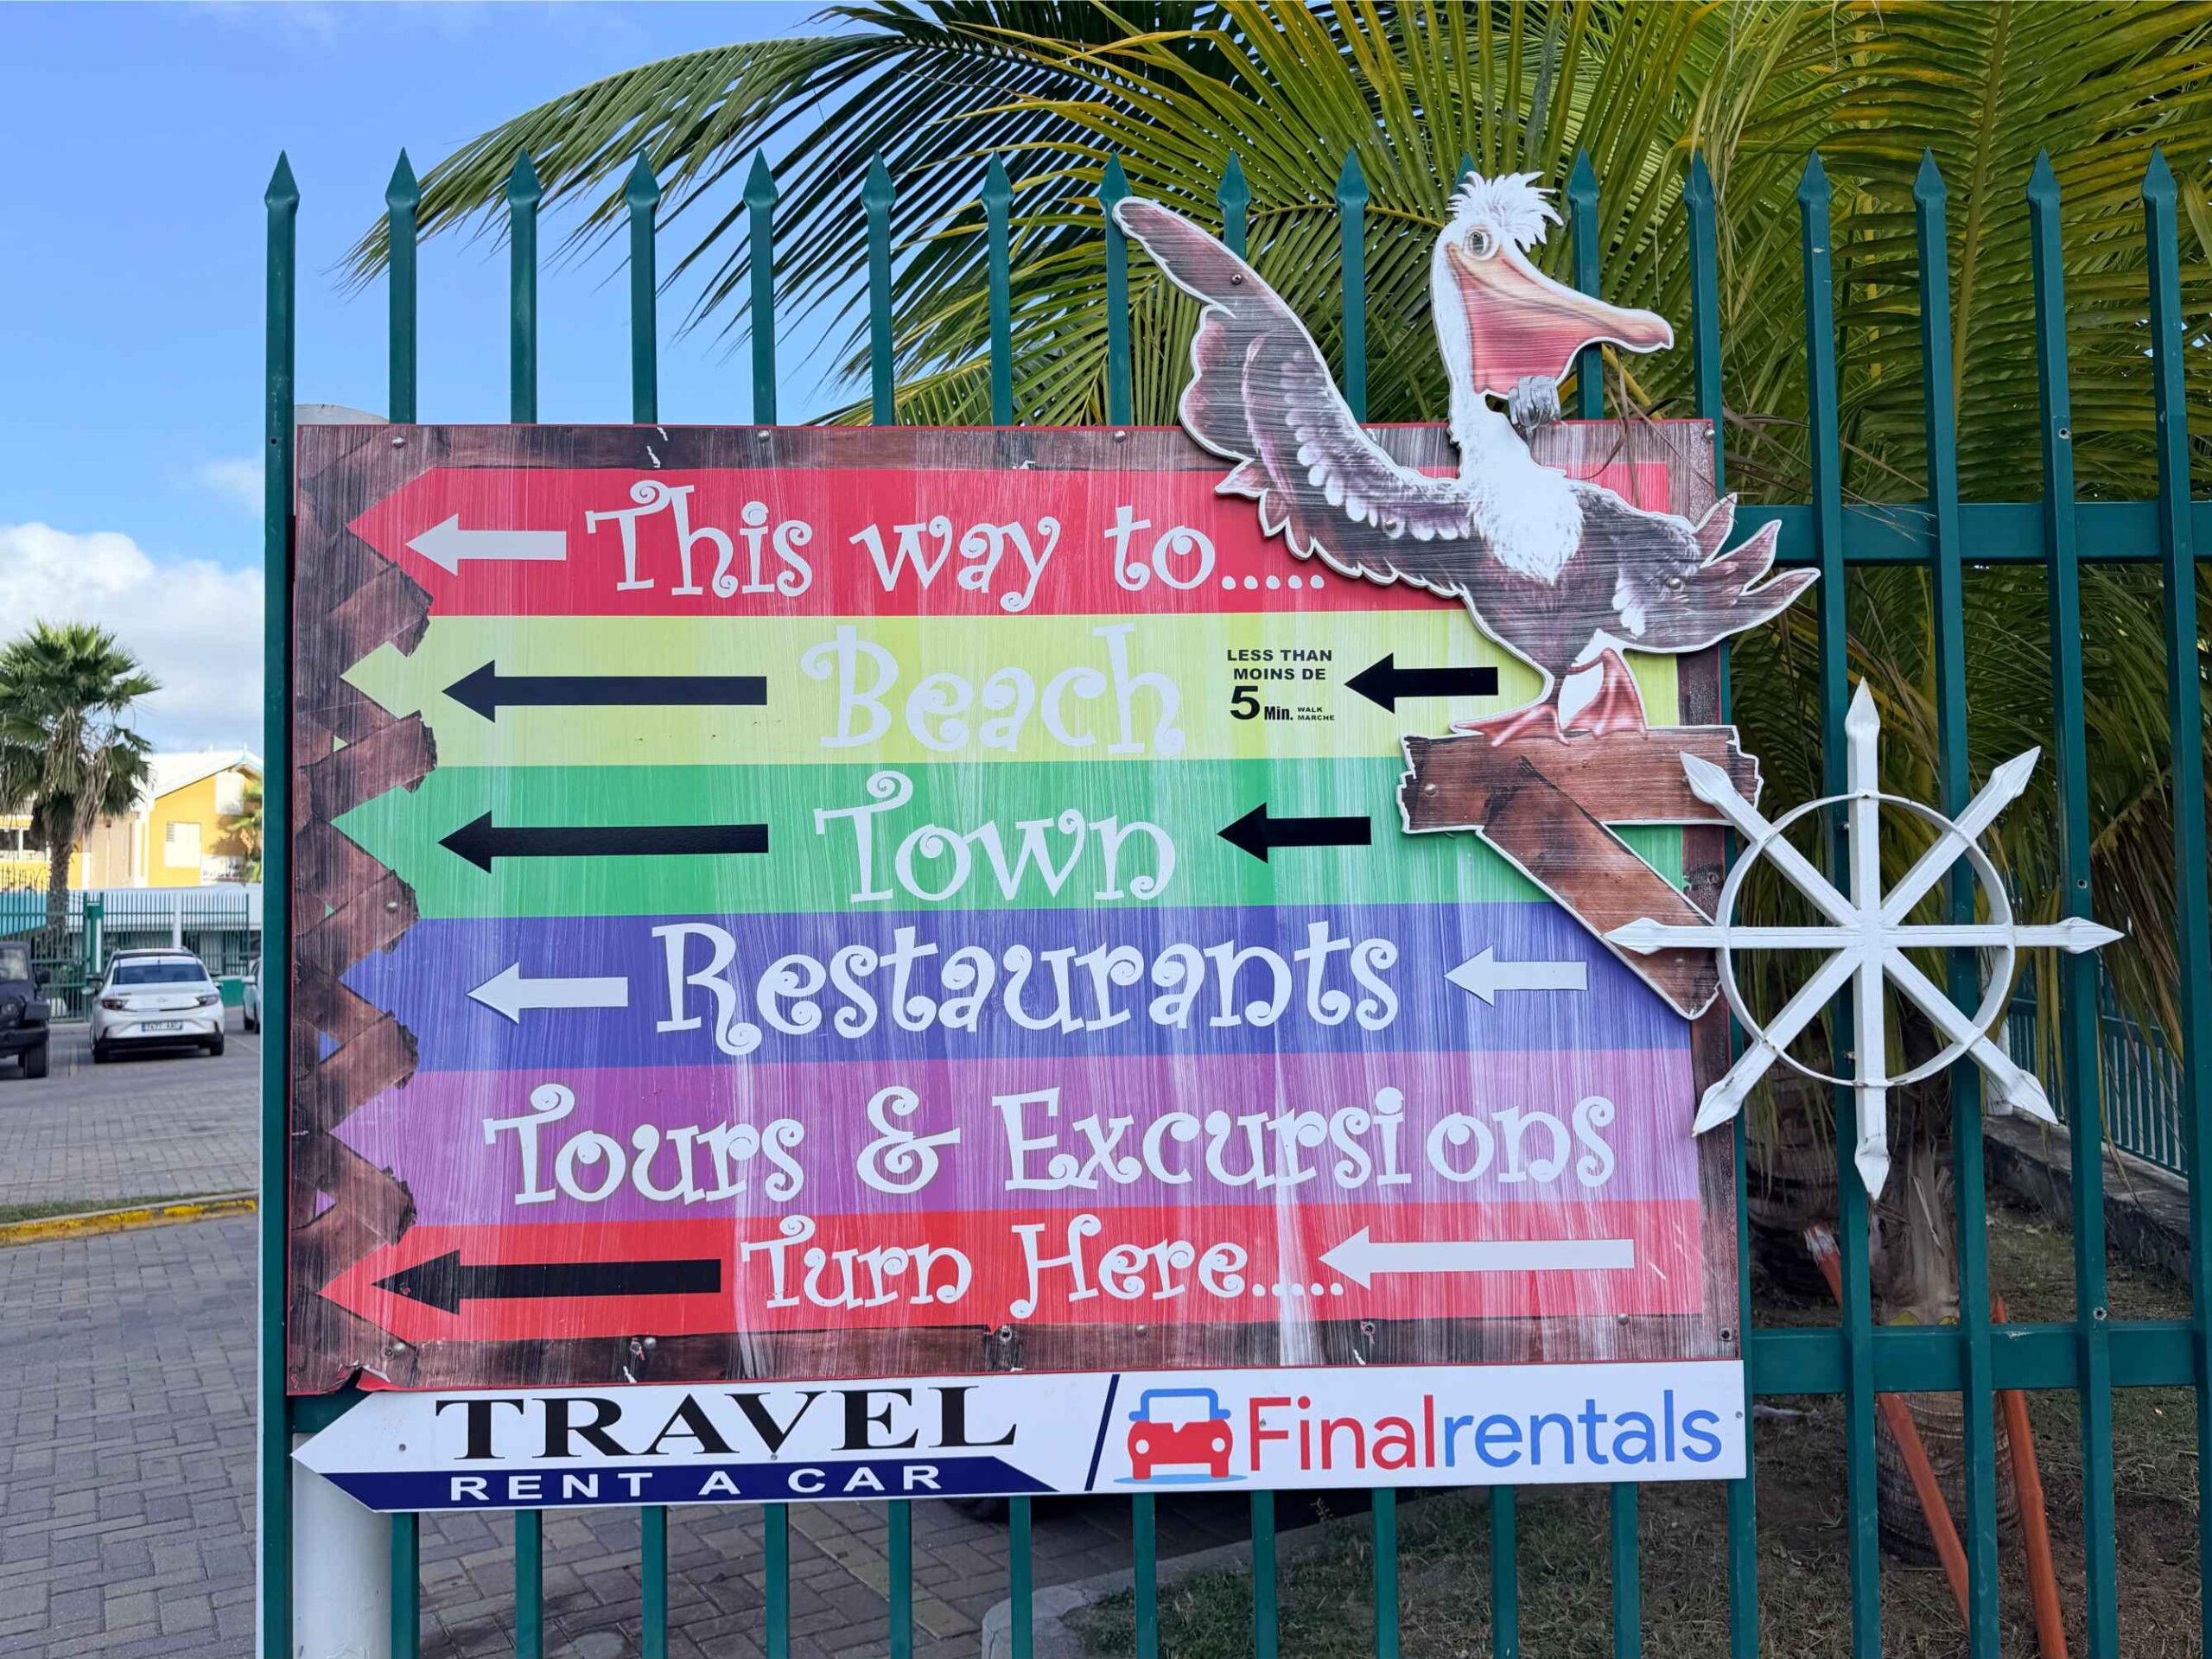 This way to.....
Beach
LESS THAN
MOINS DE
5 Min. WALK
MARCHE
Town
Restaurants
Tours & Excursions
Turn Here.....
TRAVEL
RENT A CAR
Finalrentals